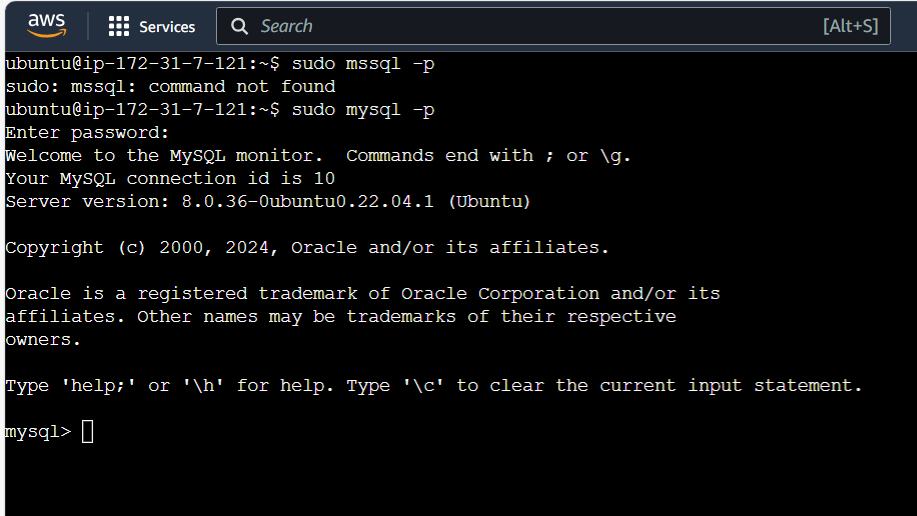 aws
Services
Search
[Alt+S]
ubuntu@ip-172-31-7-121:~$ sudo mssql -p
sudo: mssql: command not found
ubuntu@ip-172-31-7-121:~$ sudo mysql -p
Enter password:
Welcome to the MySQL monitor.  Commands end with ; or \g.
Your MySQL connection id is 10
Server version: 8.0.36-0ubuntu0.22.04.1 (Ubuntu)
Copyright (c) 2000, 2024, Oracle and/or its affiliates.
Oracle is a registered trademark of Oracle Corporation and/or its
affiliates. Other names may be trademarks of their respective
owners.
Type 'help;' or '\h' for help. Type '\c' to clear the current input statement.
mysql>